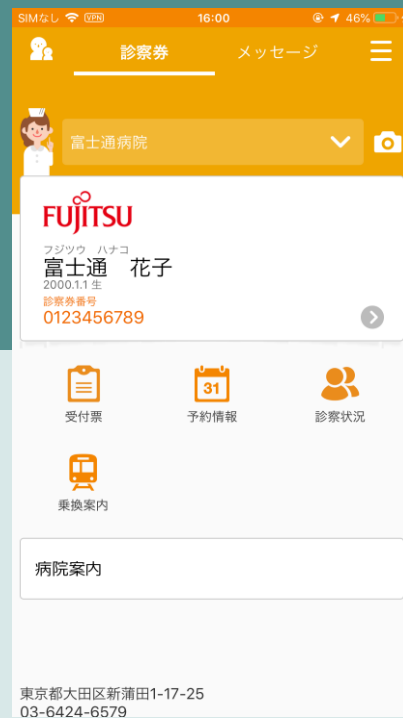 SIMなし VPN 16:00 46%
診察券 メッセージ
富士通病院
FUJITSU
フジツウ ハナコ
富士通 花子
2000.1.1 生
診察券番号
0123456789
31
受付票 予約情報 診察状況
乗換案内
病院案内
東京都大田区新蒲田1-17-25
03-6424-6579